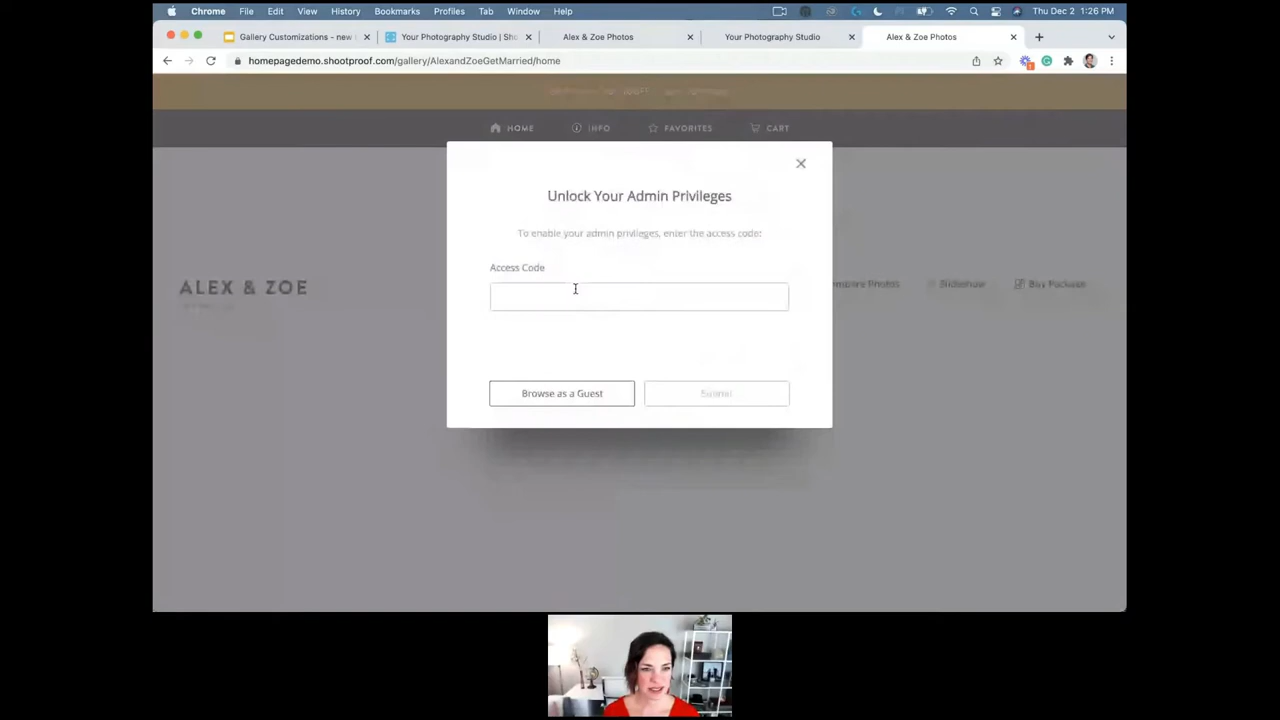 Chrome File Edit View History Bookmarks Profiles Tab Window Help Thu Dec 2 1:26 PM
Gallery Customizations - new Your Photography Studio | Sho Alex & Zoe Photos Your Photography Studio Alex & Zoe Photos
homepagedemo.shootproof.com/gallery/AlexandZoeGetMarried/home
HOME INFO FAVORITES CART
Unlock Your Admin Privileges
To enable your admin privileges, enter the access code:
Access Code
ALEX & ZOE
mpare Photos Slideshow Buy Package
Browse as a Guest Submit